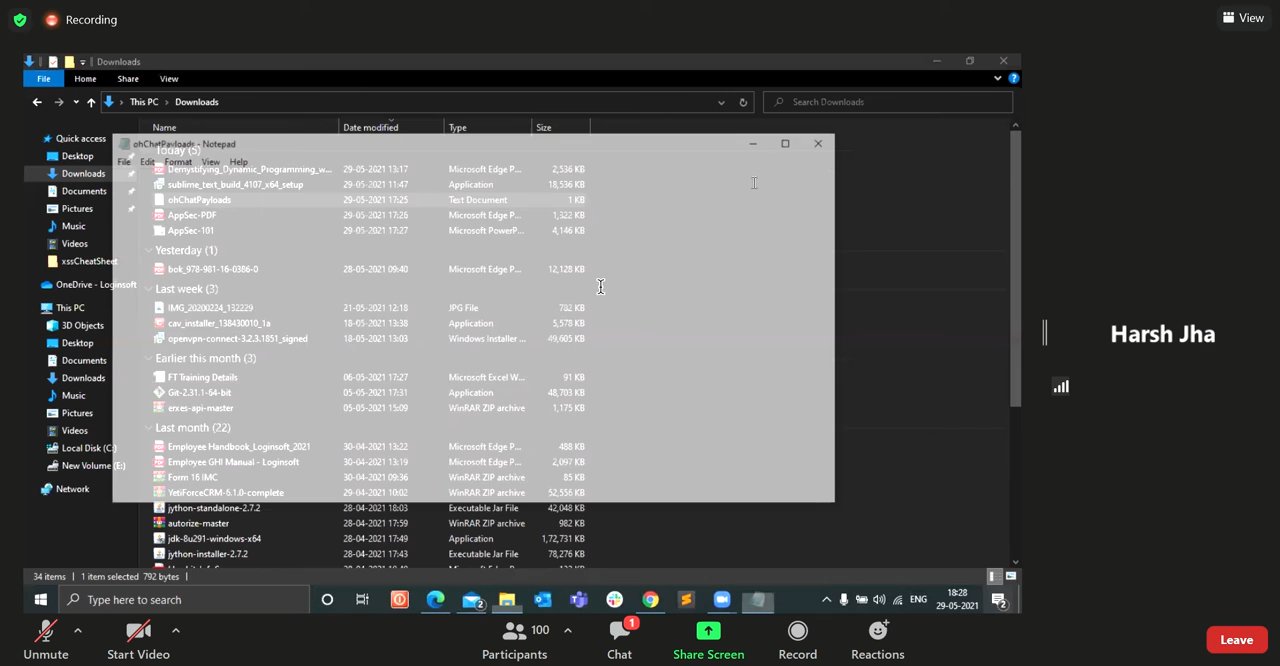 Recording
View
Downloads
File Home Share View
This PC Downloads
Search Downloads
Name Date modified Type Size
ohChatPayloads - Notepad
File Edit Format View Help
Quick access
Desktop
Downloads
Documents
Pictures
Music
Videos
xssCheatSheet
OneDrive - Loginsoft
This PC
3D Objects
Desktop
Documents
Downloads
Music
Pictures
Videos
Local Disk (C:)
New Volume (E:)
Network
Today (5)
Demystifying_Dynamic_Programming_w... 29-05-2021 13:17 Microsoft Edge P... 2,536 KB
sublime_text_build_4107_x64_setup 29-05-2021 11:47 Application 18,536 KB
ohChatPayloads 29-05-2021 17:25 Text Document 1 KB
AppSec-PDF 29-05-2021 17:26 Microsoft Edge P... 1,322 KB
AppSec-101 29-05-2021 17:27 Microsoft PowerP... 4,146 KB
Yesterday (1)
bok_978-981-16-0386-0 28-05-2021 09:40 Microsoft Edge P... 12,128 KB
Last week (3)
IMG_20200224_132229 21-05-2021 12:18 JPG File 782 KB
cav_installer_138430010_1a 18-05-2021 13:38 Application 5,578 KB
openvpn-connect-3.2.3.1851_signed 18-05-2021 13:03 Windows Installer ... 49,605 KB
Earlier this month (3)
FT Training Details 06-05-2021 17:27 Microsoft Excel W... 91 KB
Git-2.31.1-64-bit 05-05-2021 17:31 Application 48,703 KB
erxes-api-master 05-05-2021 15:09 WinRAR ZIP archive 1,175 KB
Last month (22)
Employee Handbook_Loginsoft_2021 30-04-2021 13:22 Microsoft Edge P... 488 KB
Employee GHI Manual - Loginsoft 30-04-2021 13:19 Microsoft Edge P... 2,097 KB
Form 16 IMC 30-04-2021 09:36 WinRAR ZIP archive 85 KB
YetiForceCRM-6.1.0-complete 29-04-2021 10:02 WinRAR ZIP archive 52,556 KB
jython-standalone-2.7.2 28-04-2021 18:03 Executable Jar File 42,048 KB
autorize-master 28-04-2021 17:59 WinRAR ZIP archive 982 KB
jdk-8u291-windows-x64 28-04-2021 17:49 Application 1,72,731 KB
jython-installer-2.7.2 28-04-2021 17:43 Executable Jar File 78,276 KB
34 items 1 item selected 792 bytes
Harsh Jha
Type here to search
2
ENG
18:28
29-05-2021
2
Unmute
Start Video
Participants 100
Chat 1
Share Screen
Record
Reactions
Leave